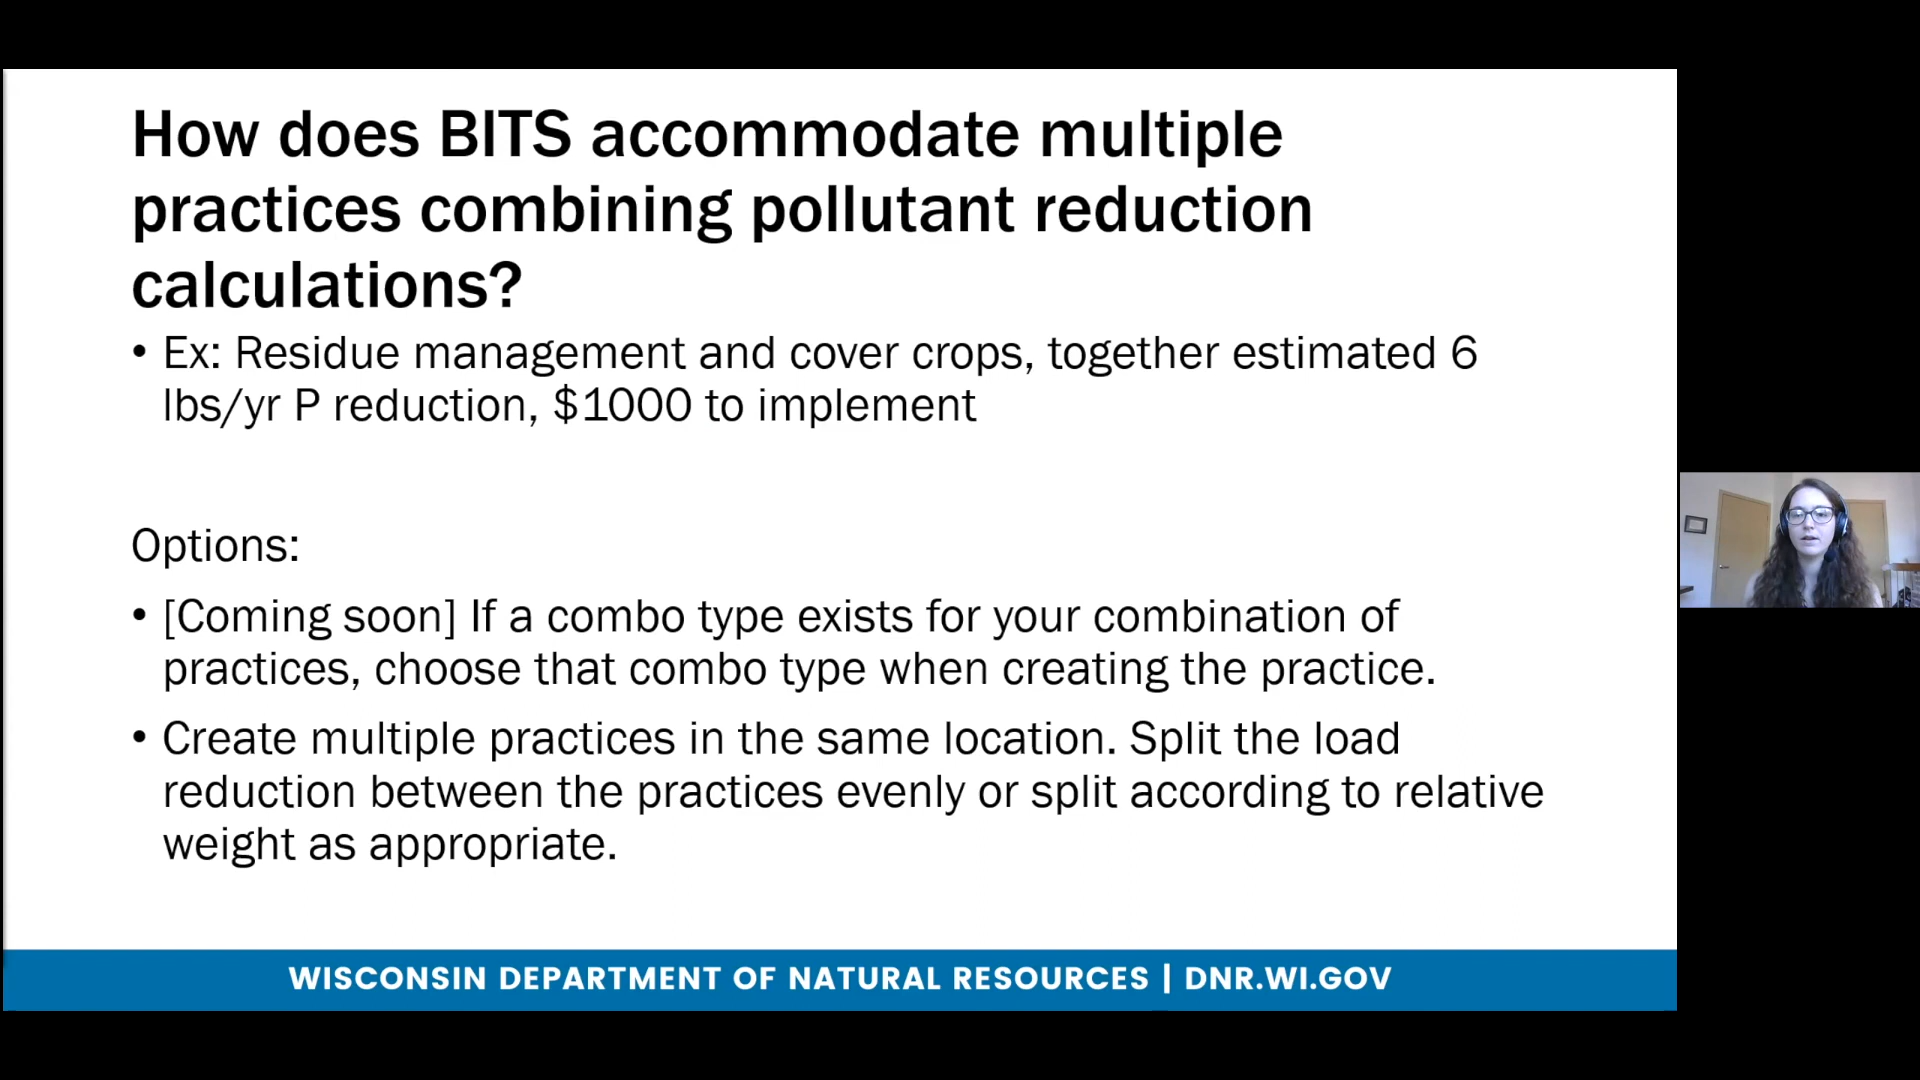 How does BITS accommodate multiple
practices combining pollutant reduction
calculations?
• Ex: Residue management and cover crops, together estimated 6
lbs/yr P reduction, $1000 to implement
Options:
• [Coming soon] If a combo type exists for your combination of
practices, choose that combo type when creating the practice.
• Create multiple practices in the same location. Split the load
reduction between the practices evenly or split according to relative
weight as appropriate.
WISCONSIN DEPARTMENT OF NATURAL RESOURCES | DNR.WI.GOV